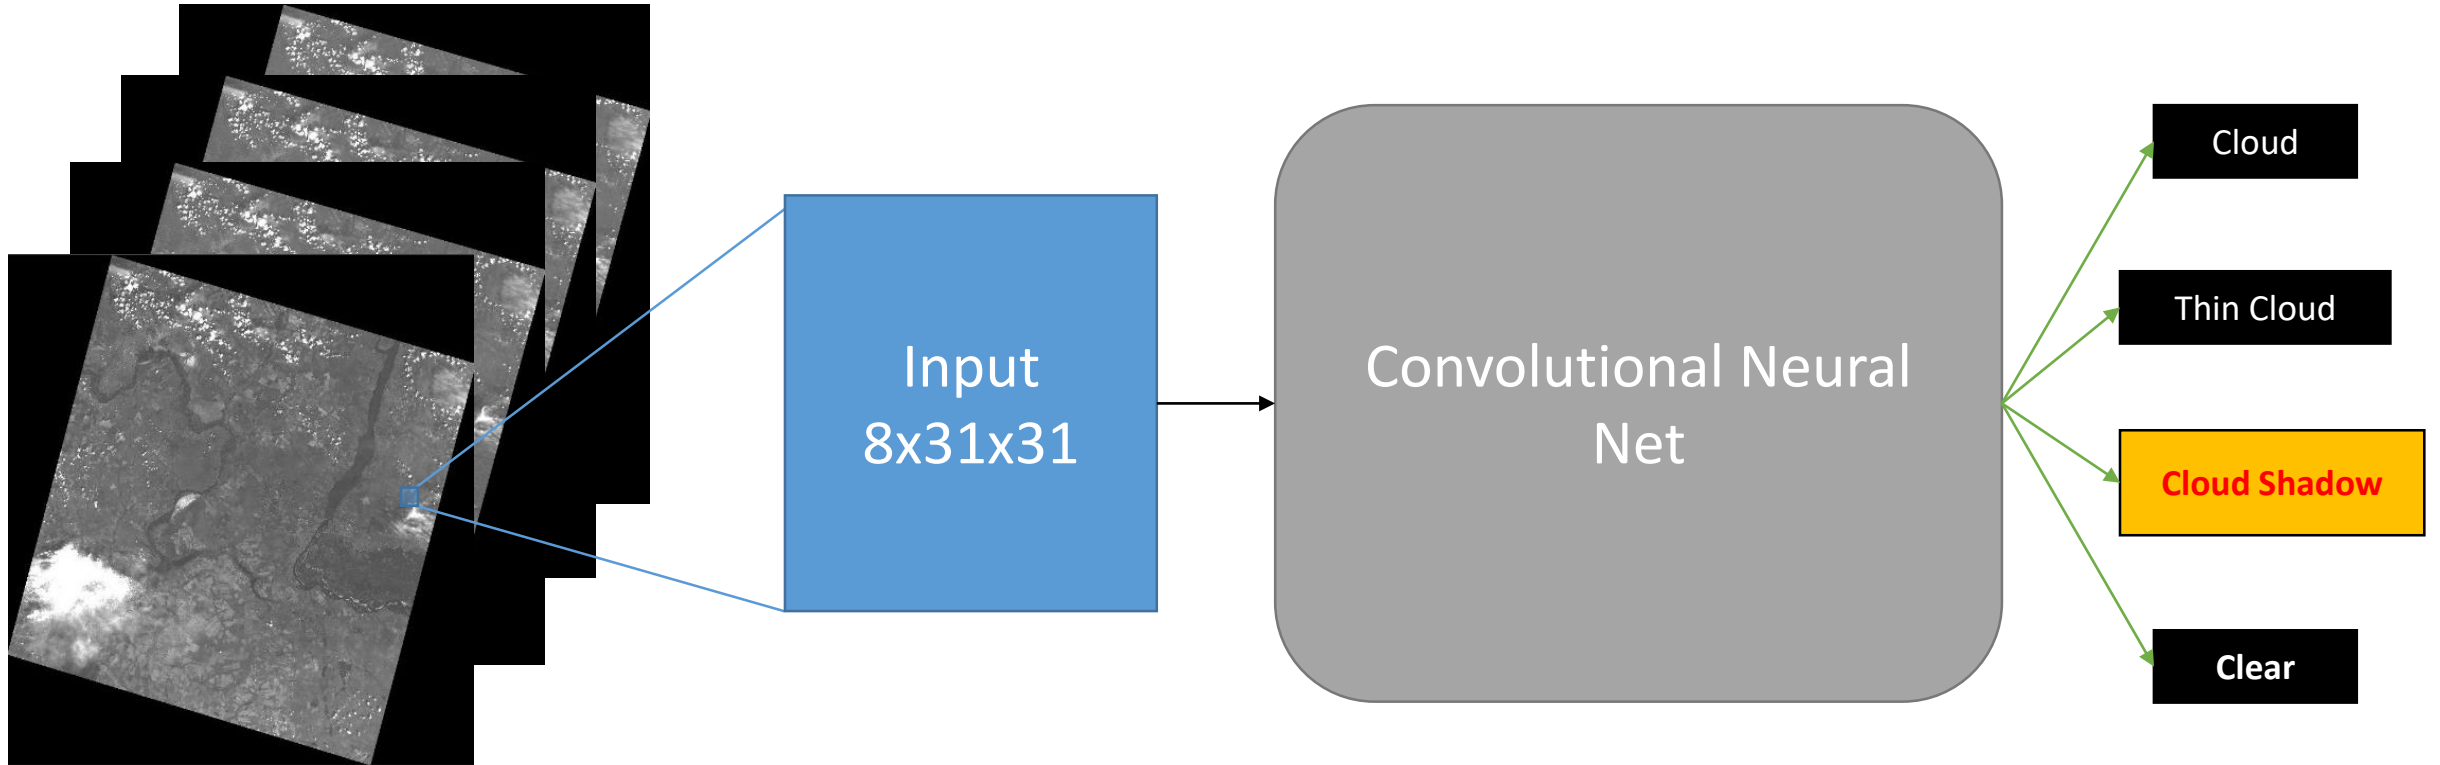 Input
8x31x31
Convolutional Neural
Net
Cloud
Thin Cloud
Cloud Shadow
Clear